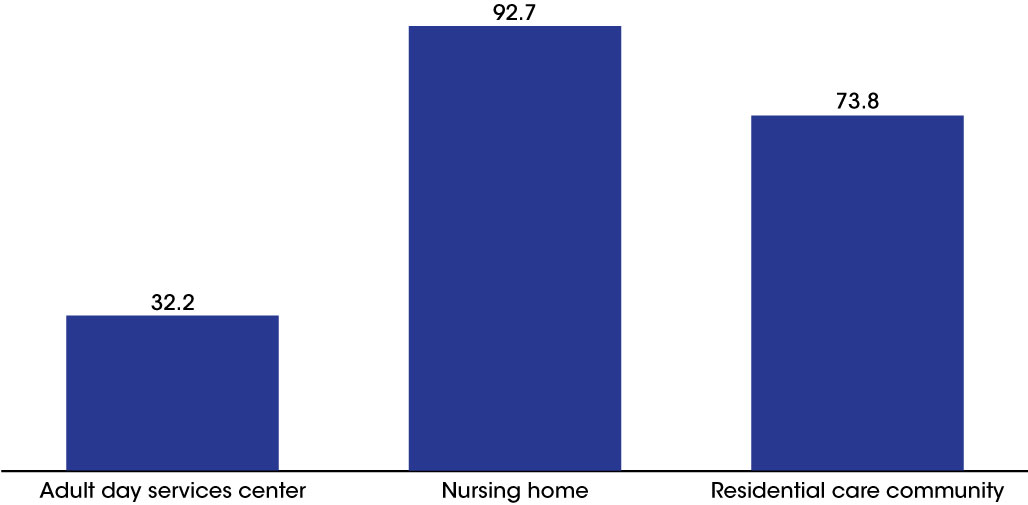 92.7
73.8
32.2
Adult day services center
Nursing home
Residential care community